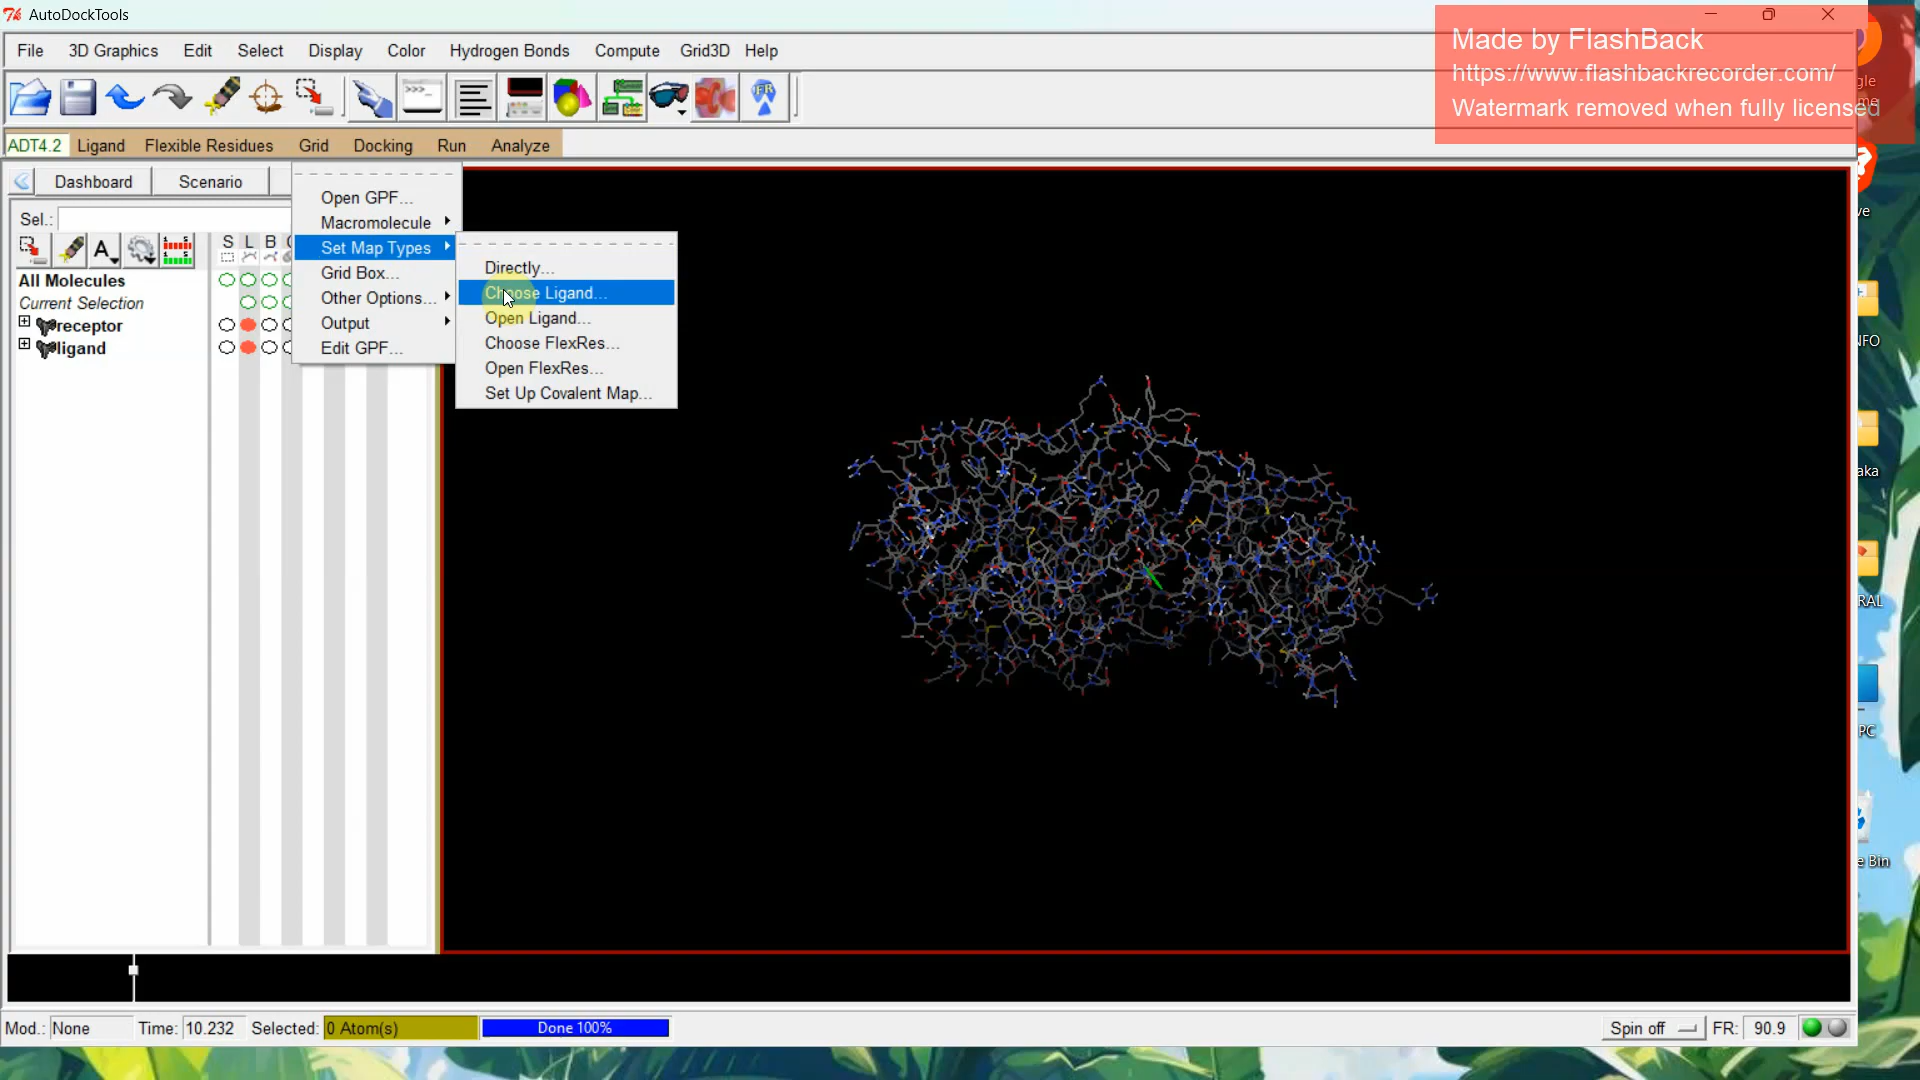 AutoDockTools
Made by FlashBack
https://www.flashbackrecorder.com/
Watermark removed when fully licensed
File 3D Graphics Edit Select Display Color Hydrogen Bonds Compute Grid3D Help
ADT4.2 Ligand Flexible Residues Grid Docking Run Analyze
Dashboard Scenario
Sel.:
S L B
All Molecules
Current Selection
receptor
ligand
Open GPF...
Macromolecule
Set Map Types
Grid Box...
Other Options...
Output
Edit GPF...
Directly...
Choose Ligand...
Open Ligand...
Choose FlexRes...
Open FlexRes...
Set Up Covalent Map...
Mod.: None Time: 10.232 Selected: 0 Atom(s) Done 100% Spin off FR: 90.9
PC
Bin